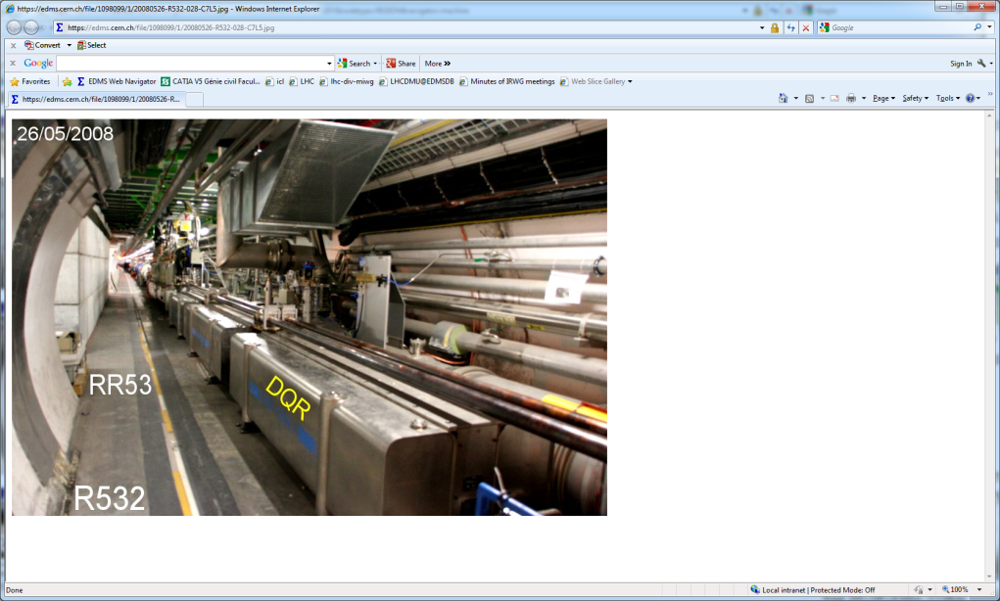 https://edms.cern.ch/file/1098099/1/20080526-R532-028-C7L5.jpg - Windows Internet Explorer
https://edms.cern.ch/file/1098099/1/20080526-R532-028-C7L5.jpg
Google
x Convert Select
x Google Search Share More » Sign In
Favorites EDMS Web Navigator CATIA V5 Génie civil Facul... icl LHC lhc-div-miwg LHCDMU@EDMSDB Minutes of IRWG meetings Web Slice Gallery
https://edms.cern.ch/file/1098099/1/20080526-R... Page Safety Tools
26/05/2008
RR53
DQR
R532
Done Local intranet | Protected Mode: Off 100%